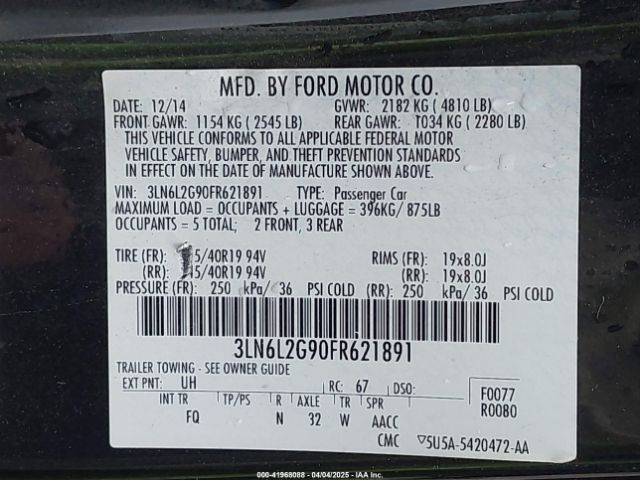 MFD. BY FORD MOTOR CO.
DATE: 12/14 GVWR: 2182 KG ( 4810 LB)
FRONT GAWR: 1154 KG ( 2545 LB) REAR GAWR: 1034 KG ( 2280 LB)
THIS VEHICLE CONFORMS TO ALL APPLICABLE FEDERAL MOTOR
VEHICLE SAFETY, BUMPER, AND THEFT PREVENTION STANDARDS
IN EFFECT ON THE DATE OF MANUFACTURE SHOWN ABOVE.
VIN: 3LN6L2G90FR621891 TYPE: Passenger Car
MAXIMUM LOAD = OCCUPANTS + LUGGAGE = 396KG/ 875LB
OCCUPANTS = 5 TOTAL; 2 FRONT, 3 REAR
TIRE (FR): 5/40R19 94V RIMS (FR): 19x8.0J
(RR): 5/40R19 94V (RR): 19x8.0J
PRESSURE (FR): 250 kPa/ 36 PSI COLD (RR): 250 kPa/ 36 PSI COLD
3LN6L2G90FR621891
TRAILER TOWING - SEE OWNER GUIDE
EXT PNT: UH RC: 67 DSO: F0077
INT TR TP/PS R AXLE TR SPR R0080
FQ N 32 W AACC
CMC ▽5U5A-5420472-AA
000-41968088 - 04/04/2025 - IAA Inc.